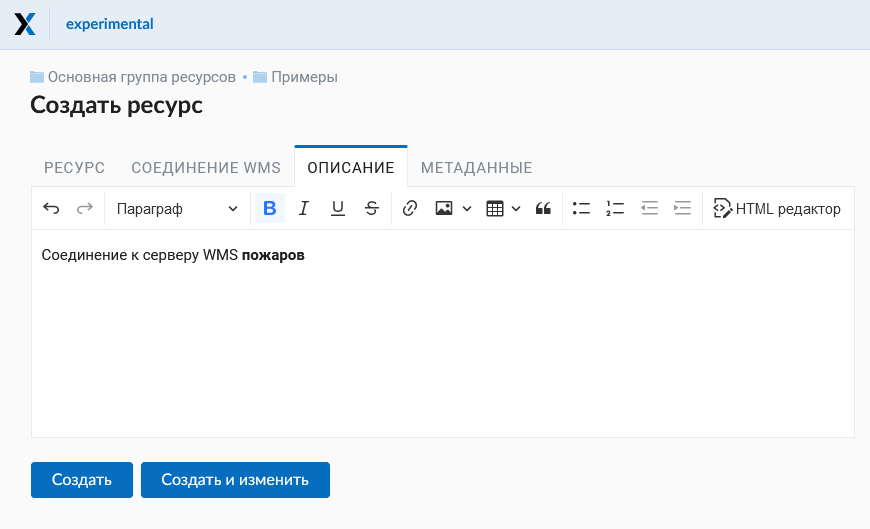 experimental
Основная группа ресурсов • Примеры
Создать ресурс
РЕСУРС СОЕДИНЕНИЕ WMS ОПИСАНИЕ МЕТАДАННЫЕ
Параграф B I U S HTML редактор
Соединение к серверу WMS пожаров
Создать Создать и изменить